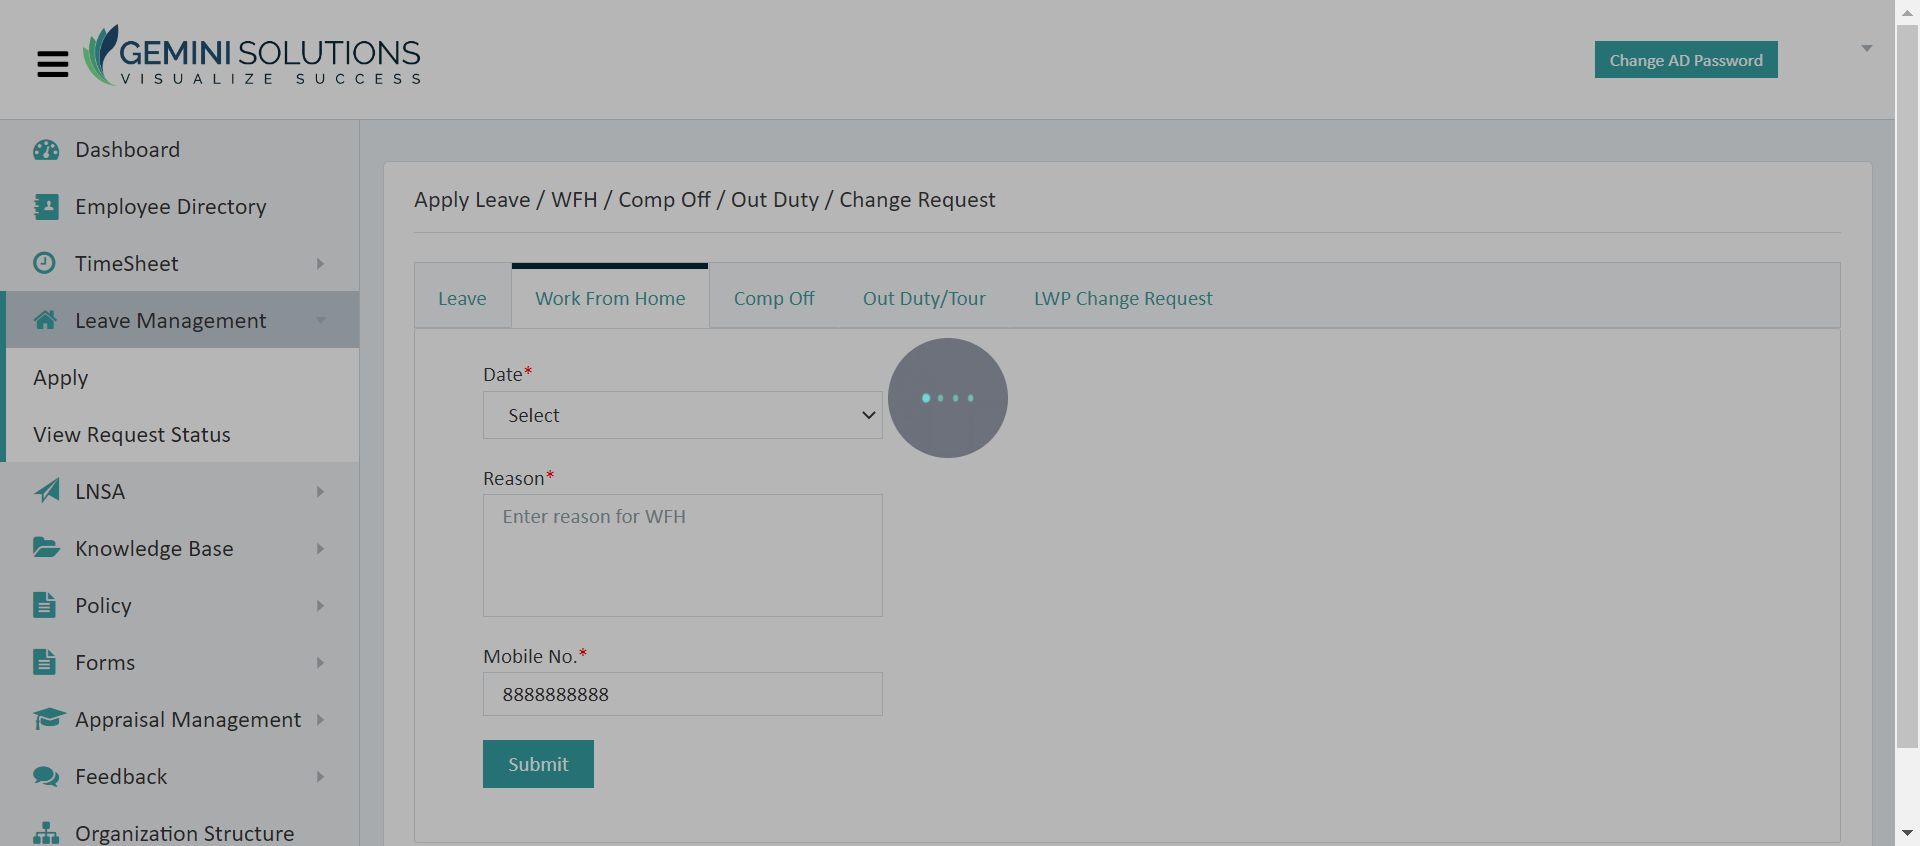 GEMINI SOLUTIONS
VISUALIZE SUCCESS
Change AD Password
Dashboard
Employee Directory
TimeSheet
Leave Management
Apply
View Request Status
LNSA
Knowledge Base
Policy
Forms
Appraisal Management
Feedback
Organization Structure
Apply Leave / WFH / Comp Off / Out Duty / Change Request
Leave Work From Home Comp Off Out Duty/Tour LWP Change Request
Date*
Select
Reason*
Enter reason for WFH
Mobile No.*
8888888888
Submit